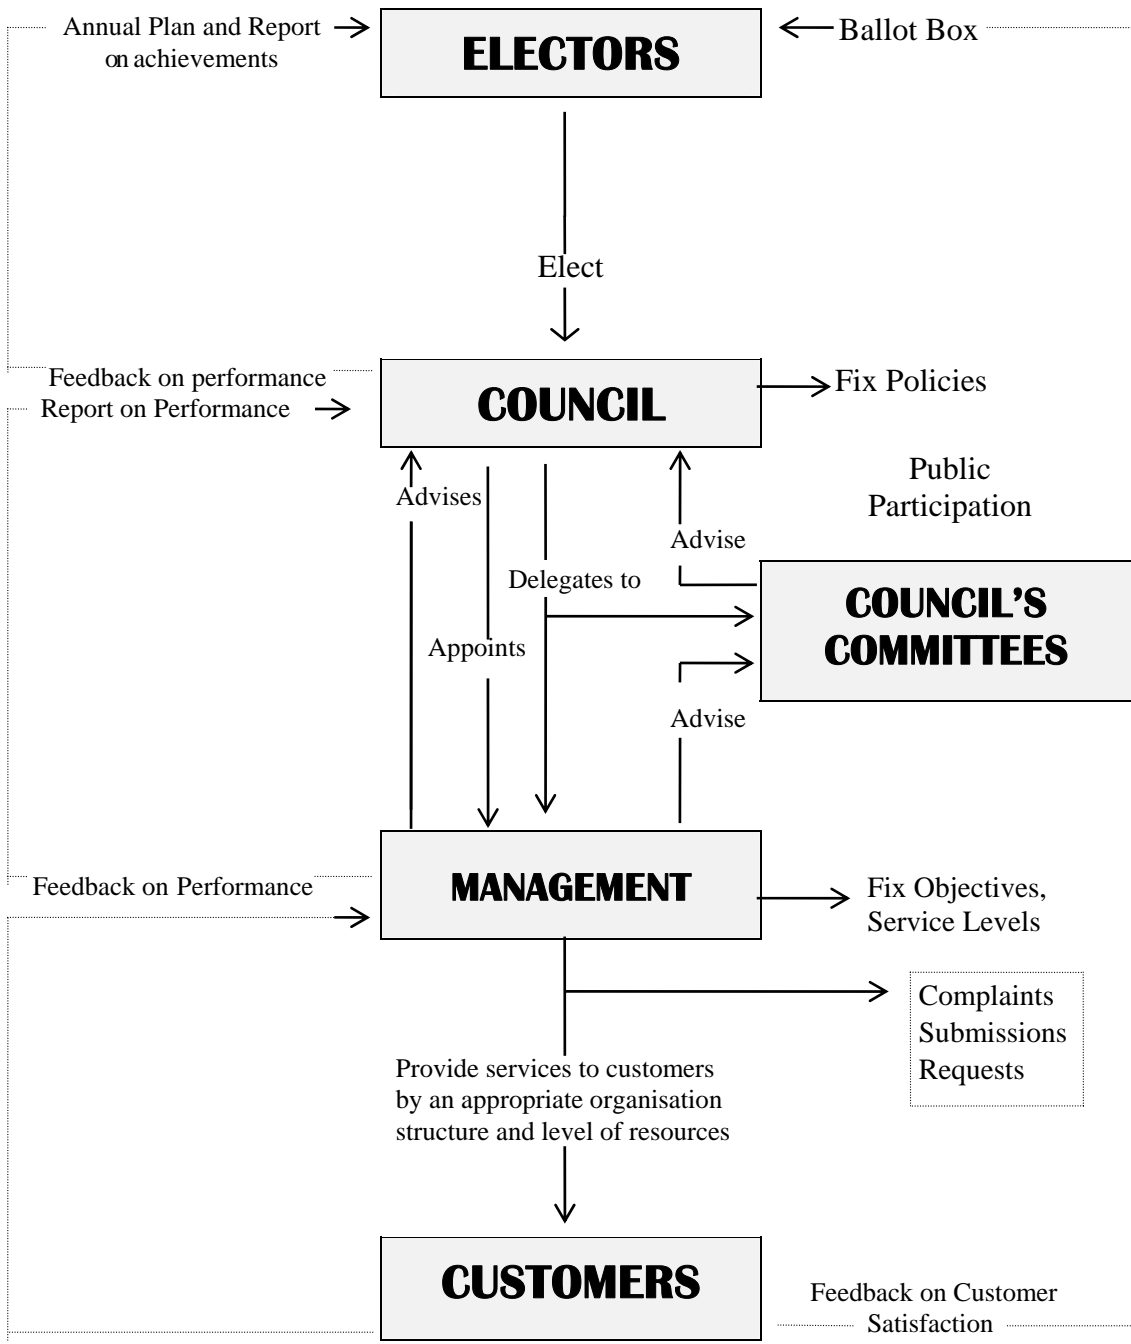 Annual Plan and Report
on achievements
ELECTORS
Ballot Box
Elect
Feedback on performance
Report on Performance
COUNCIL
Fix Policies
Public
Participation
Advises
Advise
Delegates to
COUNCIL’S
COMMITTEES
Appoints
Advise
Feedback on Performance
MANAGEMENT
Fix Objectives,
Service Levels
Complaints
Submissions
Requests
Provide services to customers
by an appropriate organisation
structure and level of resources
CUSTOMERS
Feedback on Customer
Satisfaction